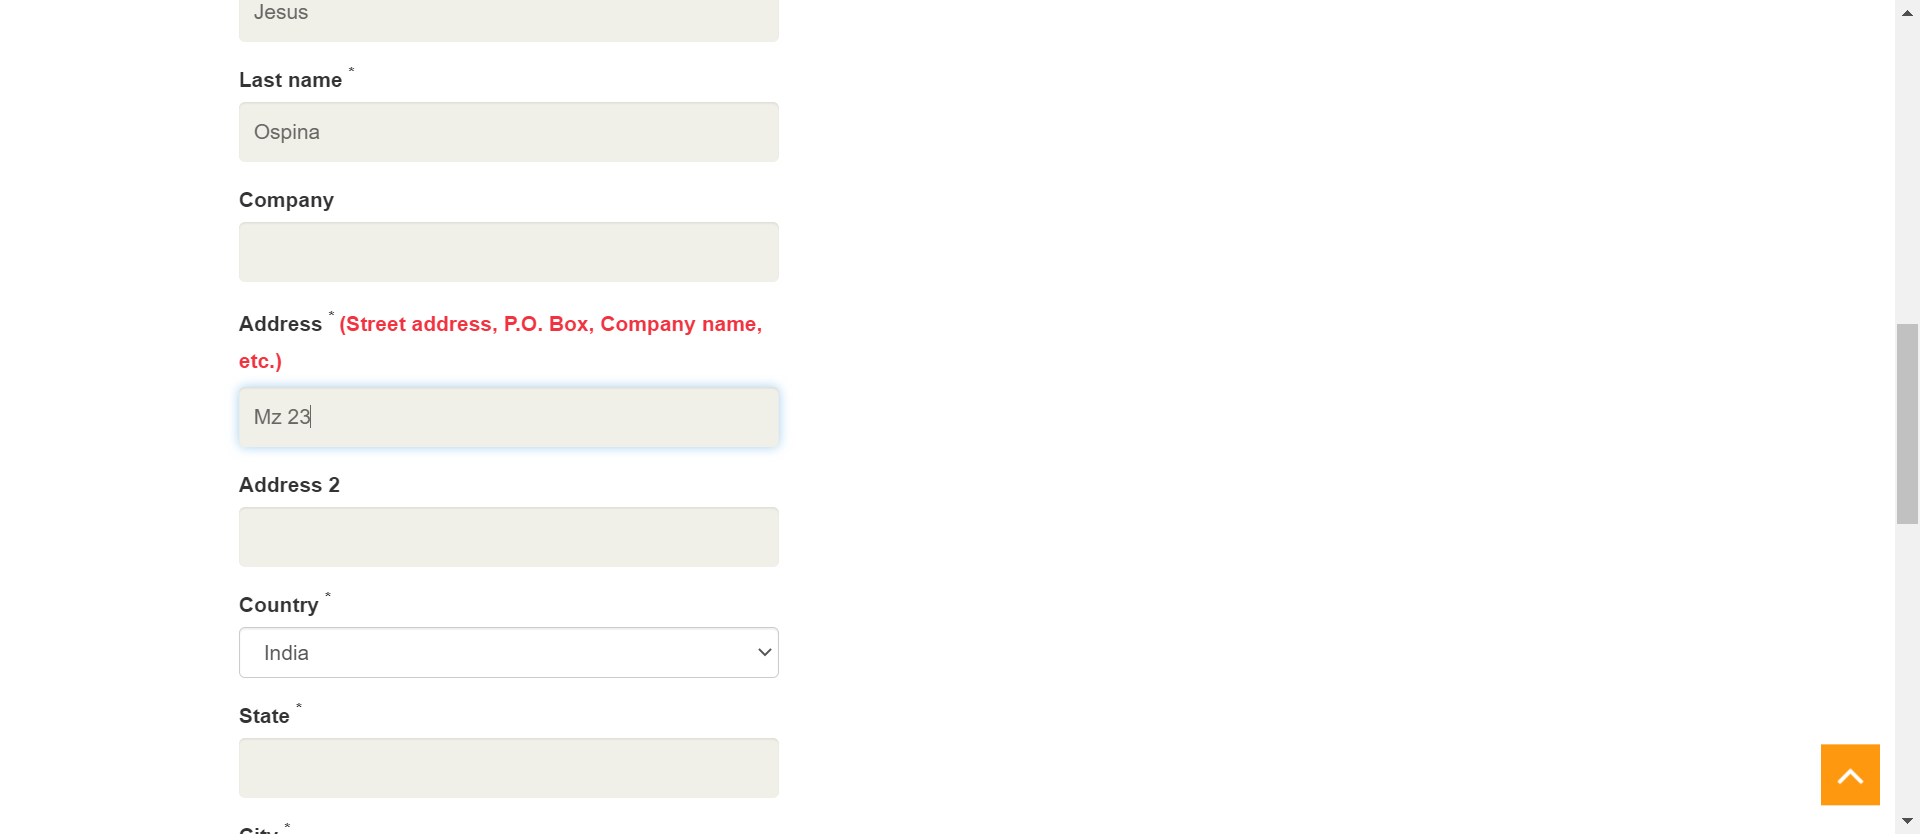 Jesus
Last name *
Ospina
Company
Address * (Street address, P.O. Box, Company name,
etc.)
Mz 23
Address 2
Country *
India
State *
City *